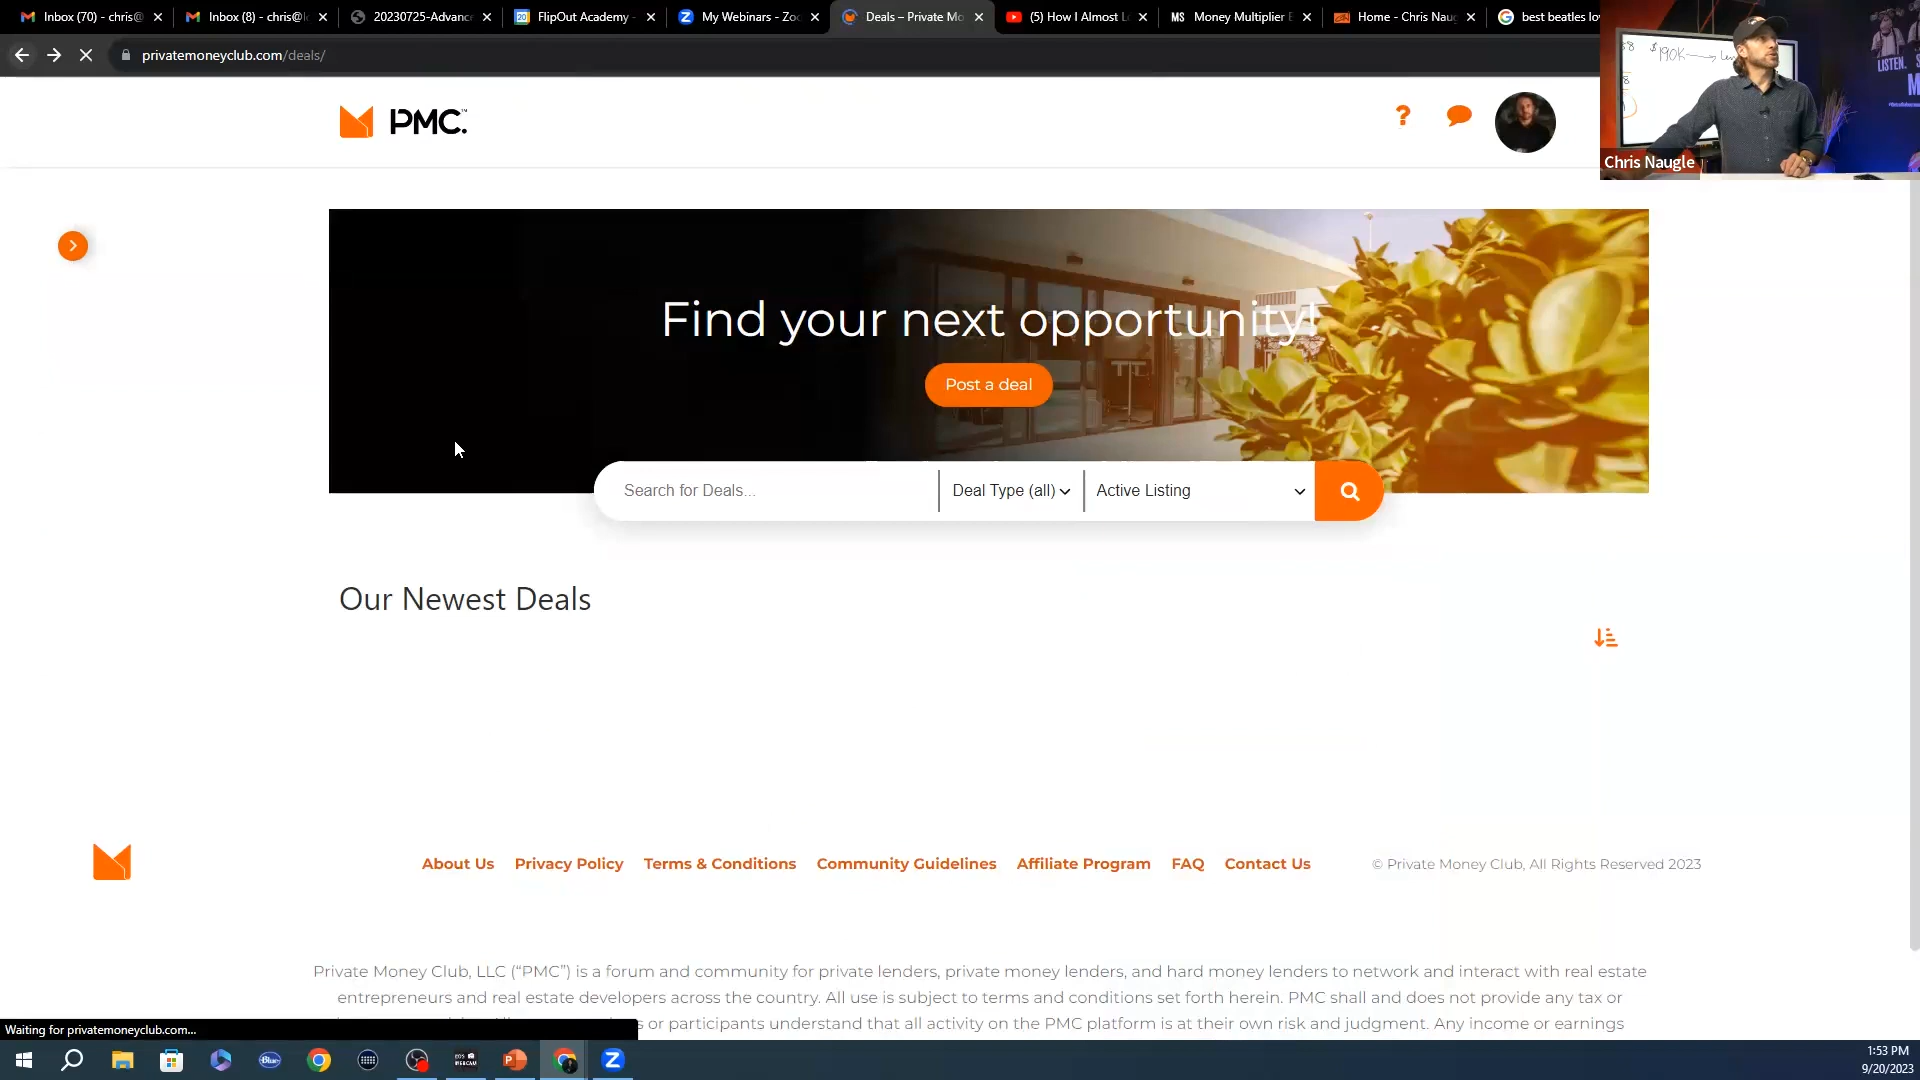 Inbox (70) - chris@
Inbox (8) - chris@l
20230725-Advance
FlipOut Academy -
My Webinars - Zoo
Deals – Private Mo
(5) How I Almost L
Money Multiplier E
Home - Chris Naug
best beatles lo
privatemoneyclub.com/deals/
$190K
LISTEN.
Chris Naugle
PMC.
?
Find your next opportunity!
Post a deal
Search for Deals...
Deal Type (all)
Active Listing
Our Newest Deals
About Us Privacy Policy Terms & Conditions Community Guidelines Affiliate Program FAQ Contact Us
© Private Money Club, All Rights Reserved 2023
Private Money Club, LLC (“PMC”) is a forum and community for private lenders, private money lenders, and hard money lenders to network and interact with real estate
entrepreneurs and real estate developers across the country. All use is subject to terms and conditions set forth herein. PMC shall and does not provide any tax or
s or participants understand that all activity on the PMC platform is at their own risk and judgment. Any income or earnings
Waiting for privatemoneyclub.com...
Blue
EOS
WEBCAM
1:53 PM
9/20/2023